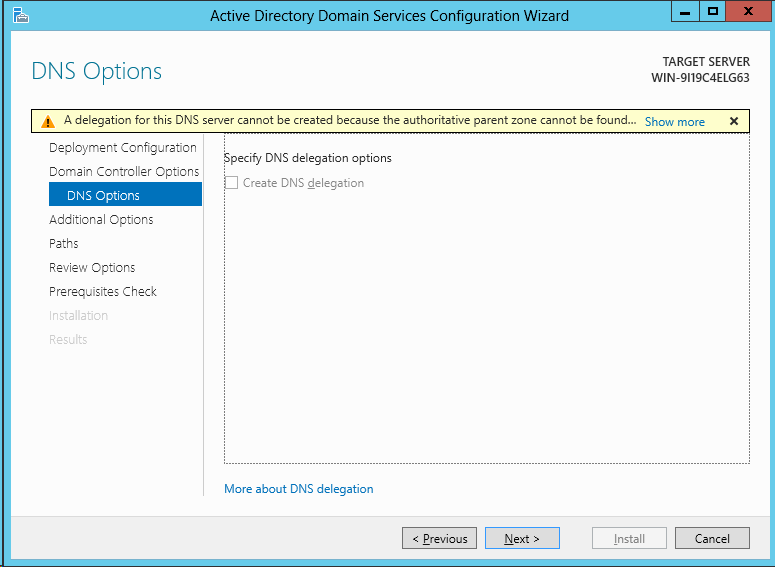 Active Directory Domain Services Configuration Wizard
DNS Options
TARGET SERVER
WIN-9I19C4ELG63
A delegation for this DNS server cannot be created because the authoritative parent zone cannot be found... Show more
Deployment Configuration
Domain Controller Options
DNS Options
Additional Options
Paths
Review Options
Prerequisites Check
Installation
Results
Specify DNS delegation options
Create DNS delegation
More about DNS delegation
< Previous
Next >
Install
Cancel